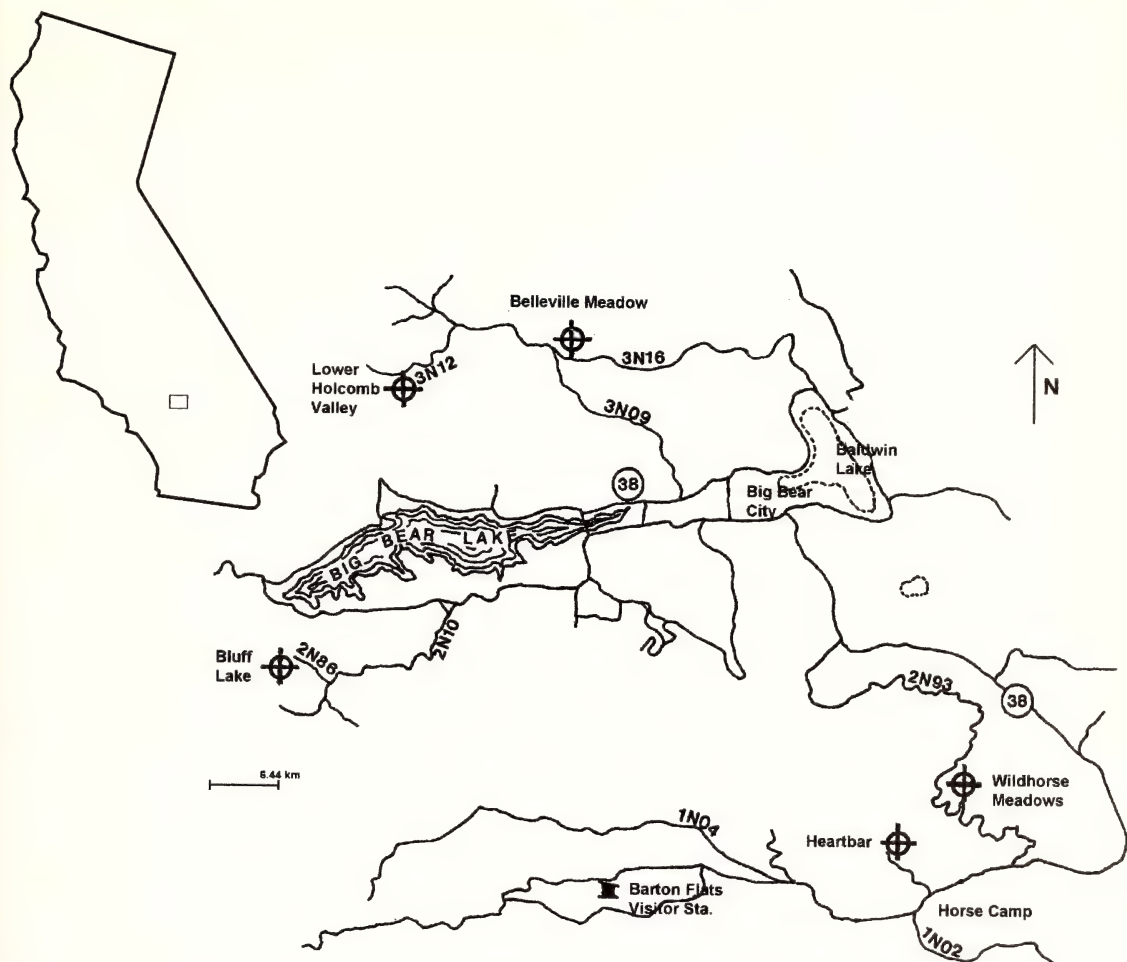 Belleville Meadow
3N16
Lower
Holcomb
Valley
3N12
3N09
N
Baldwin
Lake
38
Big Bear
City
BIG BEAR LAKE
2N10
Bluff
Lake
2N86
2N93
38
6.44 km
Wildhorse
Meadows
1N04
Heartbar
Barton Flats
Visitor Sta.
Horse Camp
1N02